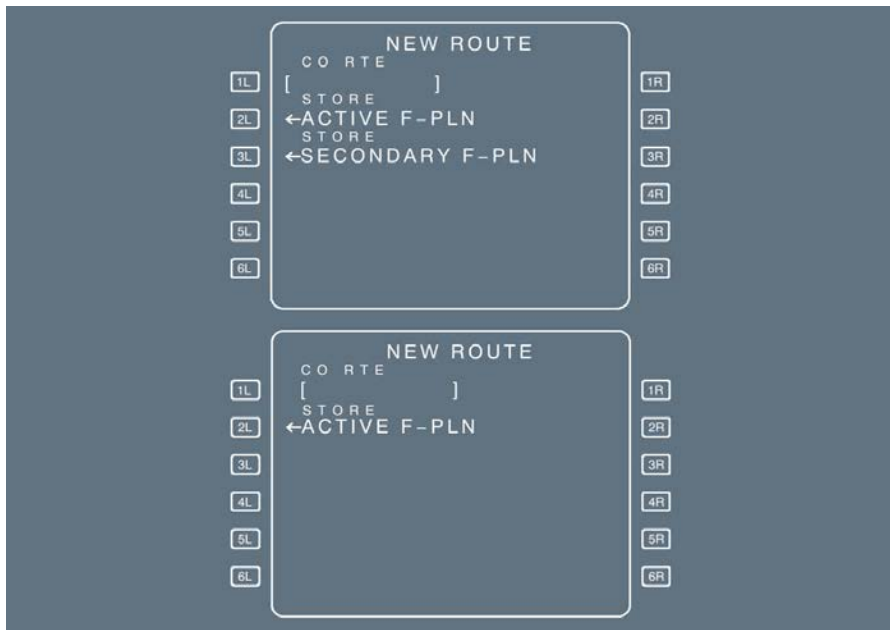 NEW ROUTE
CO RTE
1L [ ] 1R
STORE
2L ←ACTIVE F-PLN 2R
STORE
3L ←SECONDARY F-PLN 3R
4L 4R
5L 5R
6L 6R
NEW ROUTE
CO RTE
1L [ ] 1R
STORE
2L ←ACTIVE F-PLN 2R
3L 3R
4L 4R
5L 5R
6L 6R